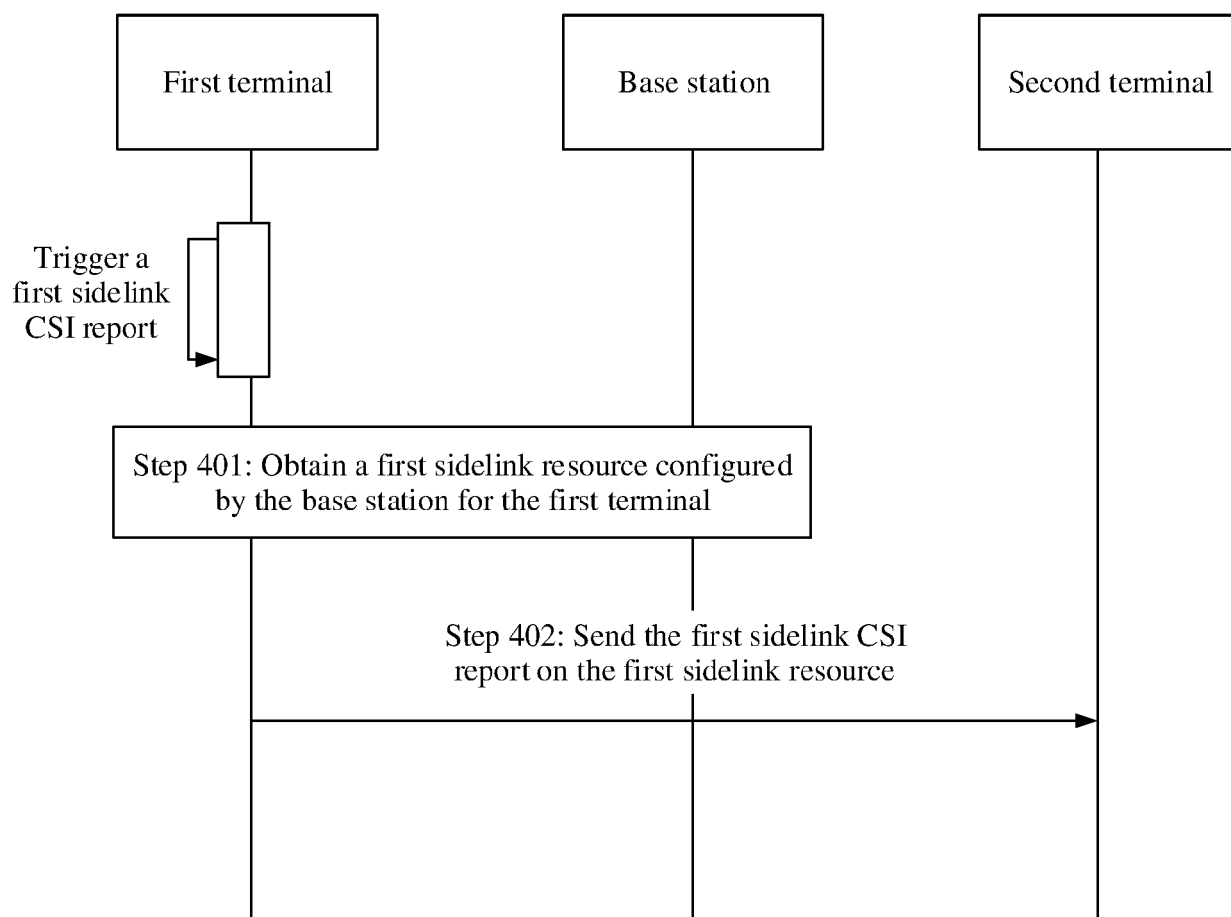 First terminal
Base station
Second terminal
Trigger a
first sidelink
CSI report
Step 401: Obtain a first sidelink resource configured
by the base station for the first terminal
Step 402: Send the first sidelink CSI
report on the first sidelink resource